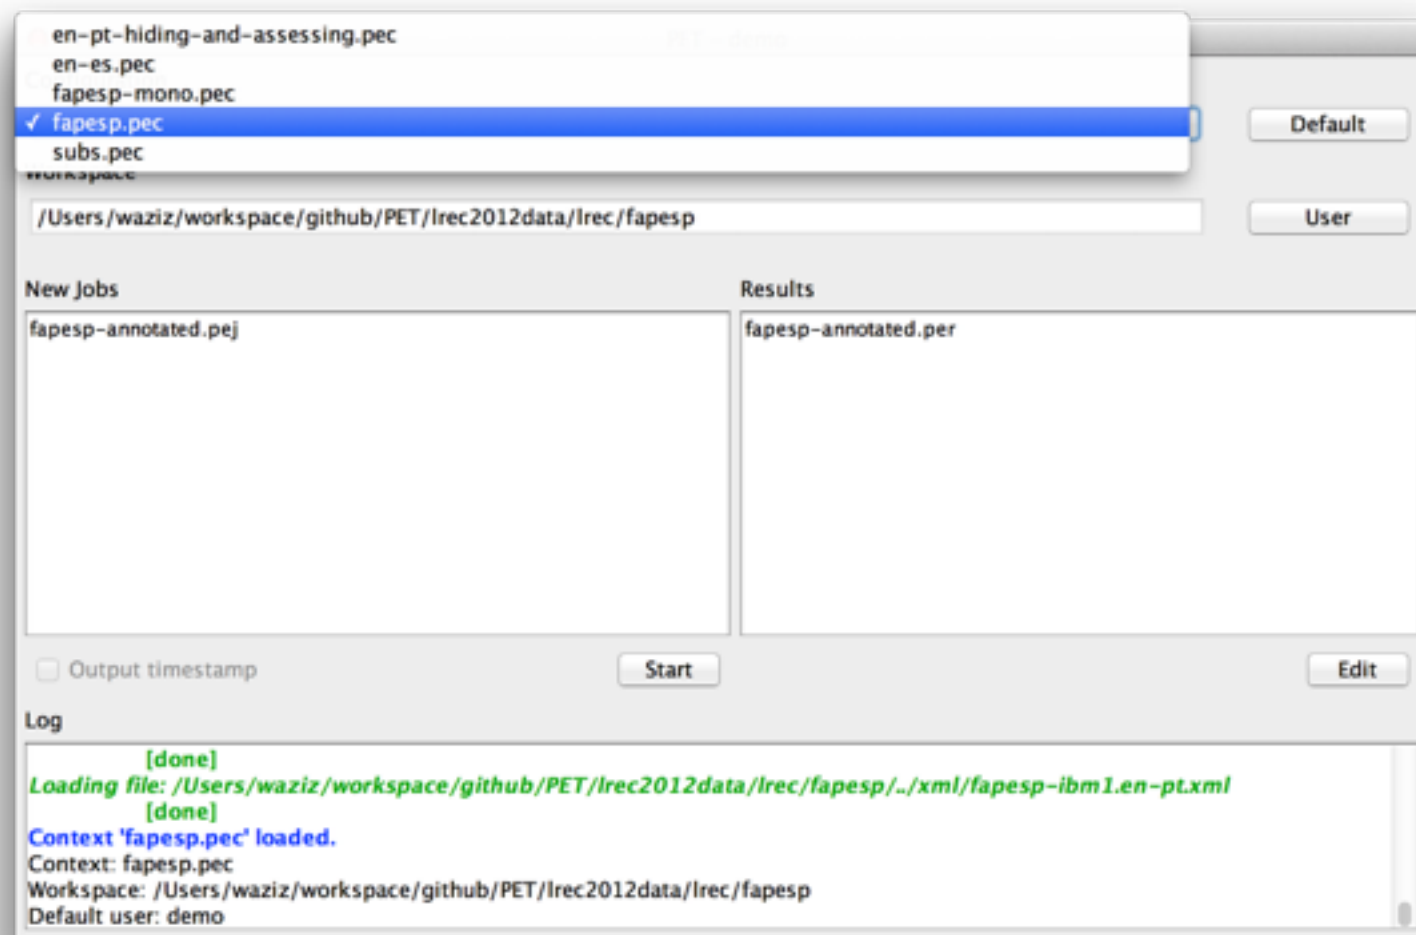 en-pt-hiding-and-assessing.pec
en-es.pec
fapesp-mono.pec
✓ fapesp.pec
Default
subs.pec
Workspace
/Users/waziz/workspace/github/PET/lrec2012data/lrec/fapesp
User
New Jobs
Results
fapesp-annotated.pej
fapesp-annotated.per
Output timestamp
Start
Edit
Log
[done]
Loading file: /Users/waziz/workspace/github/PET/lrec2012data/lrec/fapesp/../xml/fapesp-ibm1.en-pt.xml
[done]
Context 'fapesp.pec' loaded.
Context: fapesp.pec
Workspace: /Users/waziz/workspace/github/PET/lrec2012data/lrec/fapesp
Default user: demo